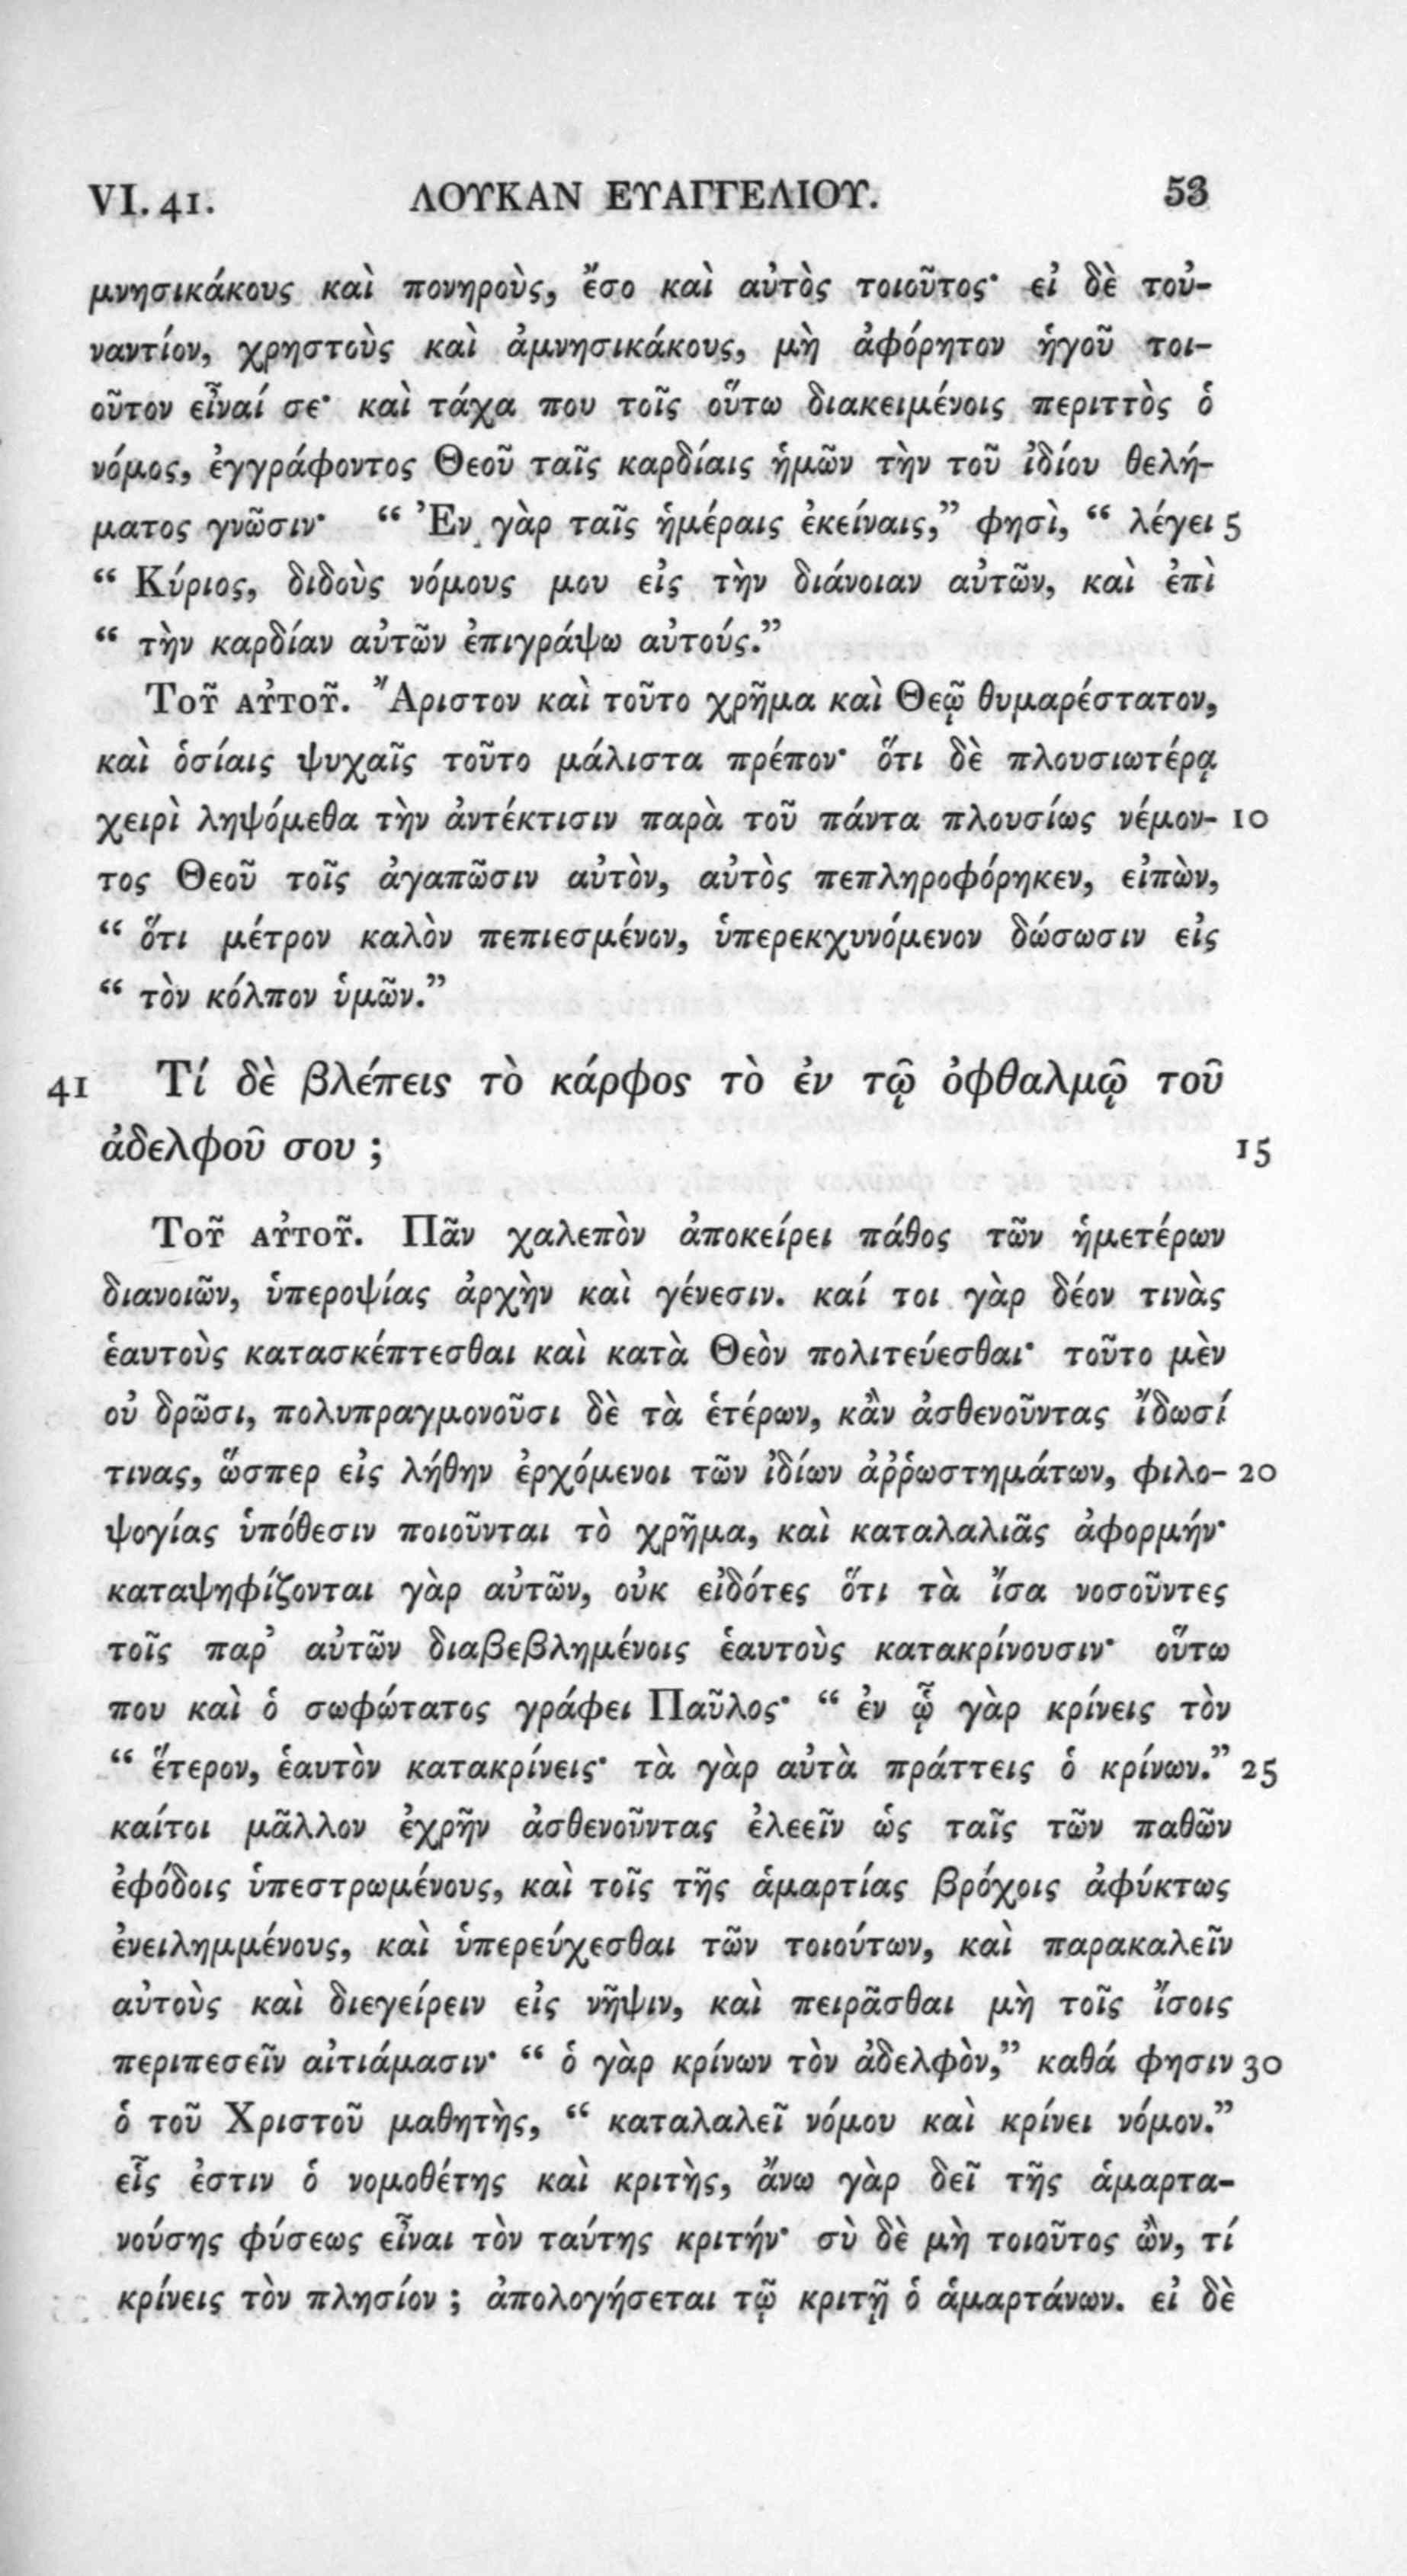 VI. 41. ΛΟΥΚΑΝ ΕΥΑΓΓΕΛΙΟΥ. 53
μνησικάκους καὶ πονηροὺς, ἔσο καὶ αὐτὸς τοιοῦτος· εἰ δὲ τοὐ-
ναντίον, χρηστοὺς καὶ ἀμνησικάκους, μὴ ἀφόρητον ἡγοῦ τοι-
οῦτον εἶναί σε· καὶ τάχα που τοῖς οὕτω διακειμένοις περιττὸς ὁ
νόμος, ἐγγράφοντος Θεοῦ ταῖς καρδίαις ἡμῶν τὴν τοῦ ἰδίου θελή-
ματος γνῶσιν· “ Ἐν γὰρ ταῖς ἡμέραις ἐκείναις,” φησὶ, “ λέγει 5
“ Κύριος, διδοὺς νόμους μου εἰς τὴν διάνοιαν αὐτῶν, καὶ ἐπὶ
“ τὴν καρδίαν αὐτῶν ἐπιγράψω αὐτούς.”
Τοῦ αὐτοῦ. Ἄριστον καὶ τοῦτο χρῆμα καὶ Θεῷ θυμαρέστατον,
καὶ ὁσίαις ψυχαῖς τοῦτο μάλιστα πρέπον· ὅτι δὲ πλουσιωτέρᾳ
χειρὶ ληψόμεθα τὴν ἀντέκτισιν παρὰ τοῦ πάντα πλουσίως νέμον- 10
τος Θεοῦ τοῖς ἀγαπῶσιν αὐτὸν, αὐτὸς πεπληροφόρηκεν, εἰπὼν,
“ ὅτι μέτρον καλὸν πεπιεσμένον, ὑπερεκχυνόμενον δώσωσιν εἰς
“ τὸν κόλπον ὑμῶν.”
41 Τί δὲ βλέπεις τὸ κάρφος τὸ ἐν τῷ ὀφθαλμῷ τοῦ
ἀδελφοῦ σου ; 15
Τοῦ αὐτοῦ. Πᾶν χαλεπὸν ἀποκείρει πάθος τῶν ἡμετέρων
διανοιῶν, ὑπεροψίας ἀρχὴν καὶ γένεσιν. καί τοι γὰρ δέον τινὰς
ἑαυτοὺς κατασκέπτεσθαι καὶ κατὰ Θεὸν πολιτεύεσθαι· τοῦτο μὲν
οὐ δρῶσι, πολυπραγμονοῦσι δὲ τὰ ἑτέρων, κἂν ἀσθενοῦντας ἴδωσί
τινας, ὥσπερ εἰς λήθην ἐρχόμενοι τῶν ἰδίων ἀῤῥωστημάτων, φιλο- 20
ψογίας ὑπόθεσιν ποιοῦνται τὸ χρῆμα, καὶ καταλαλιᾶς ἀφορμήν·
καταψηφίζονται γὰρ αὐτῶν, οὐκ εἰδότες ὅτι τὰ ἴσα νοσοῦντες
τοῖς παρ’ αὐτῶν διαβεβλημένοις ἑαυτοὺς κατακρίνουσιν· οὕτω
που καὶ ὁ σωφώτατος γράφει Παῦλος· “ ἐν ᾧ γὰρ κρίνεις τὸν
“ ἕτερον, ἑαυτὸν κατακρίνεις· τὰ γὰρ αὐτὰ πράττεις ὁ κρίνων.” 25
καίτοι μᾶλλον ἐχρῆν ἀσθενοῦντας ἐλεεῖν ὡς ταῖς τῶν παθῶν
ἐφόδοις ὑπεστρωμένους, καὶ τοῖς τῆς ἁμαρτίας βρόχοις ἀφύκτως
ἐνειλημμένους, καὶ ὑπερεύχεσθαι τῶν τοιούτων, καὶ παρακαλεῖν
αὐτοὺς καὶ διεγείρειν εἰς νῆψιν, καὶ πειρᾶσθαι μὴ τοῖς ἴσοις
περιπεσεῖν αἰτιάμασιν· “ ὁ γὰρ κρίνων τὸν ἀδελφὸν,” καθά φησιν 30
ὁ τοῦ Χριστοῦ μαθητὴς, “ καταλαλεῖ νόμου καὶ κρίνει νόμον.”
εἷς ἐστιν ὁ νομοθέτης καὶ κριτὴς, ἄνω γὰρ δεῖ τῆς ἁμαρτα-
νούσης φύσεως εἶναι τὸν ταύτης κριτήν· σὺ δὲ μὴ τοιοῦτος ὢν, τί
κρίνεις τὸν πλησίον ; ἀπολογήσεται τῷ κριτῇ ὁ ἁμαρτάνων. εἰ δὲ